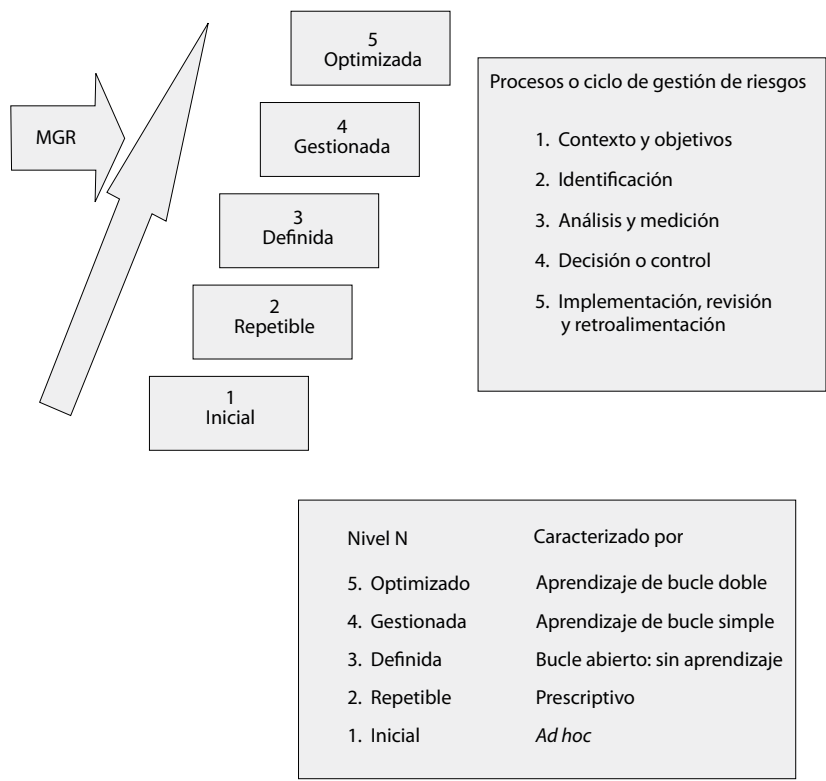 5
Optimizada
MGR
4
Gestionada
3
Definida
2
Repetible
1
Inicial
Procesos o ciclo de gestión de riesgos
1. Contexto y objetivos
2. Identificación
3. Análisis y medición
4. Decisión o control
5. Implementación, revisión
y retroalimentación
Nivel N Caracterizado por
5. Optimizado Aprendizaje de bucle doble
4. Gestionada Aprendizaje de bucle simple
3. Definida Bucle abierto: sin aprendizaje
2. Repetible Prescriptivo
1. Inicial Ad hoc